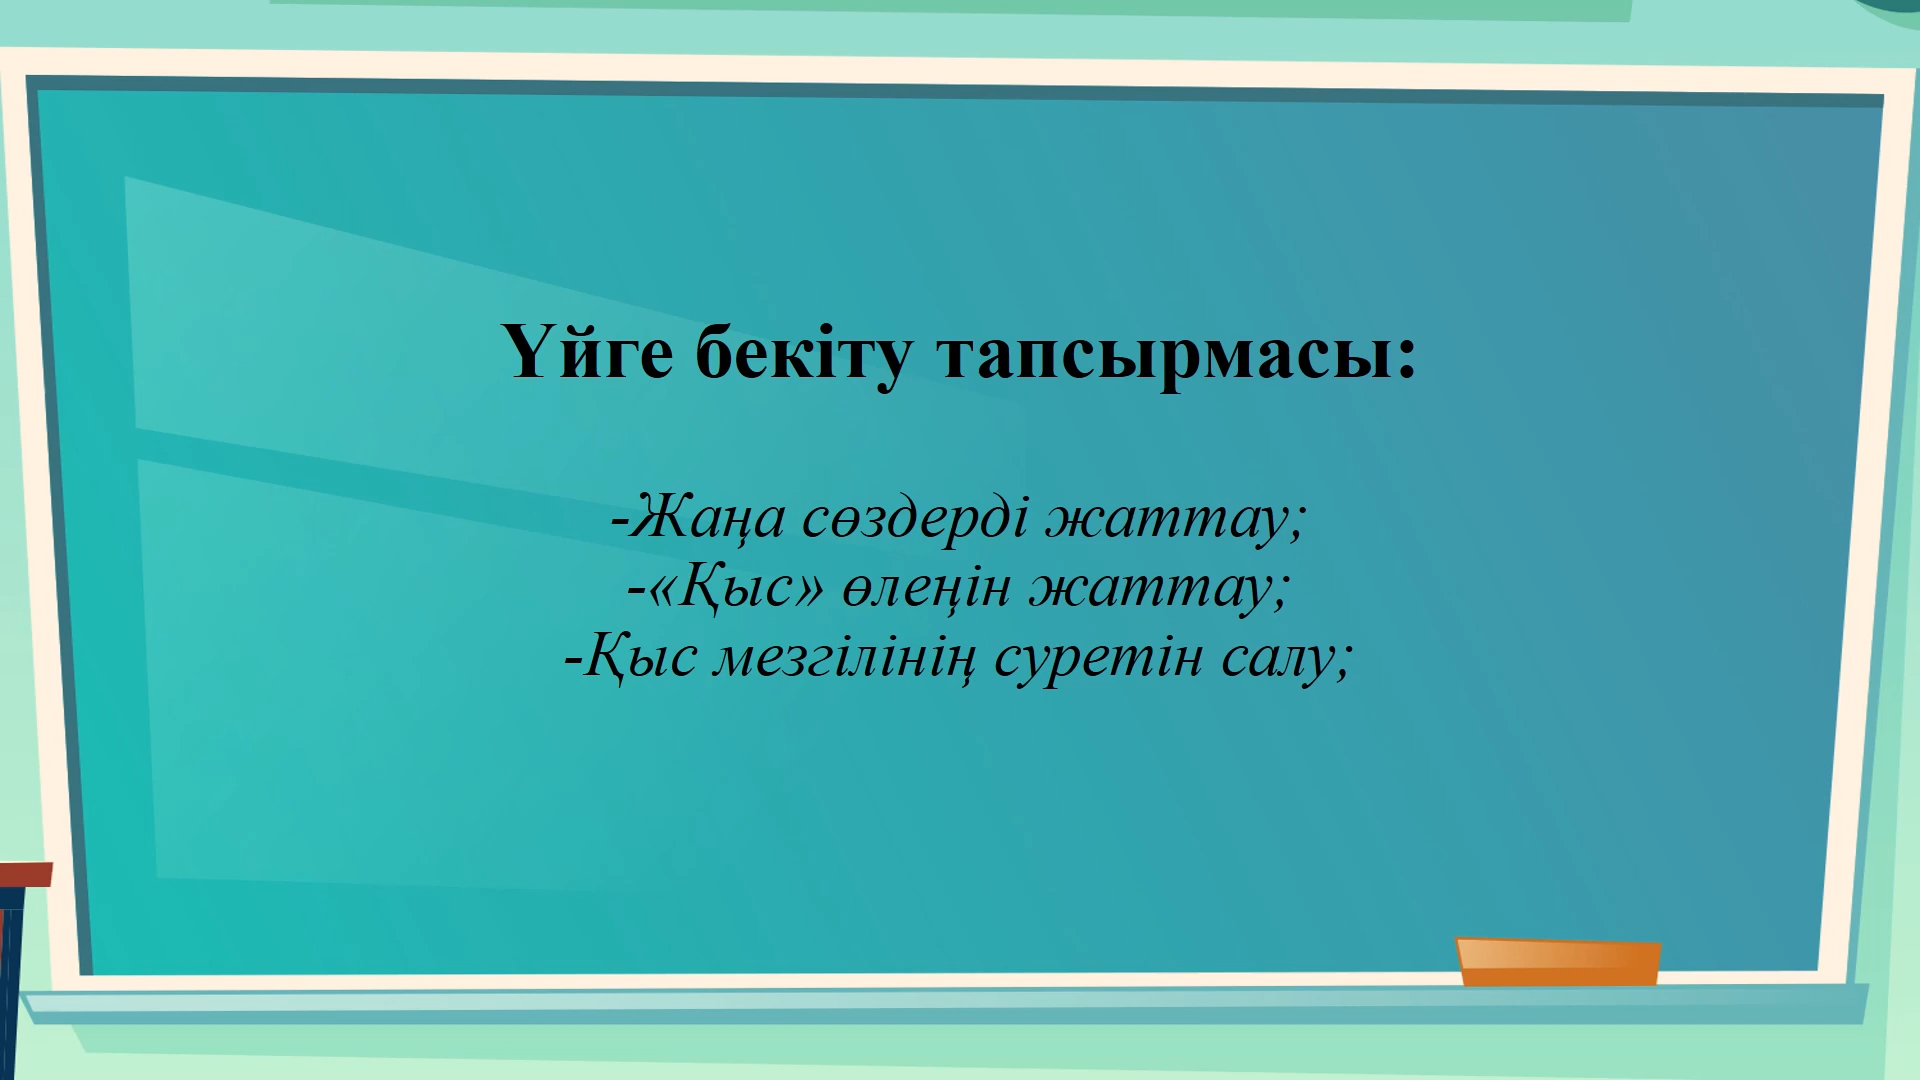 Үйге бекіту тапсырмасы:
-Жаңа сөздерді жаттау;
-«Қыс» өлеңін жаттау;
-Қыс мезгілінің суретін салу;